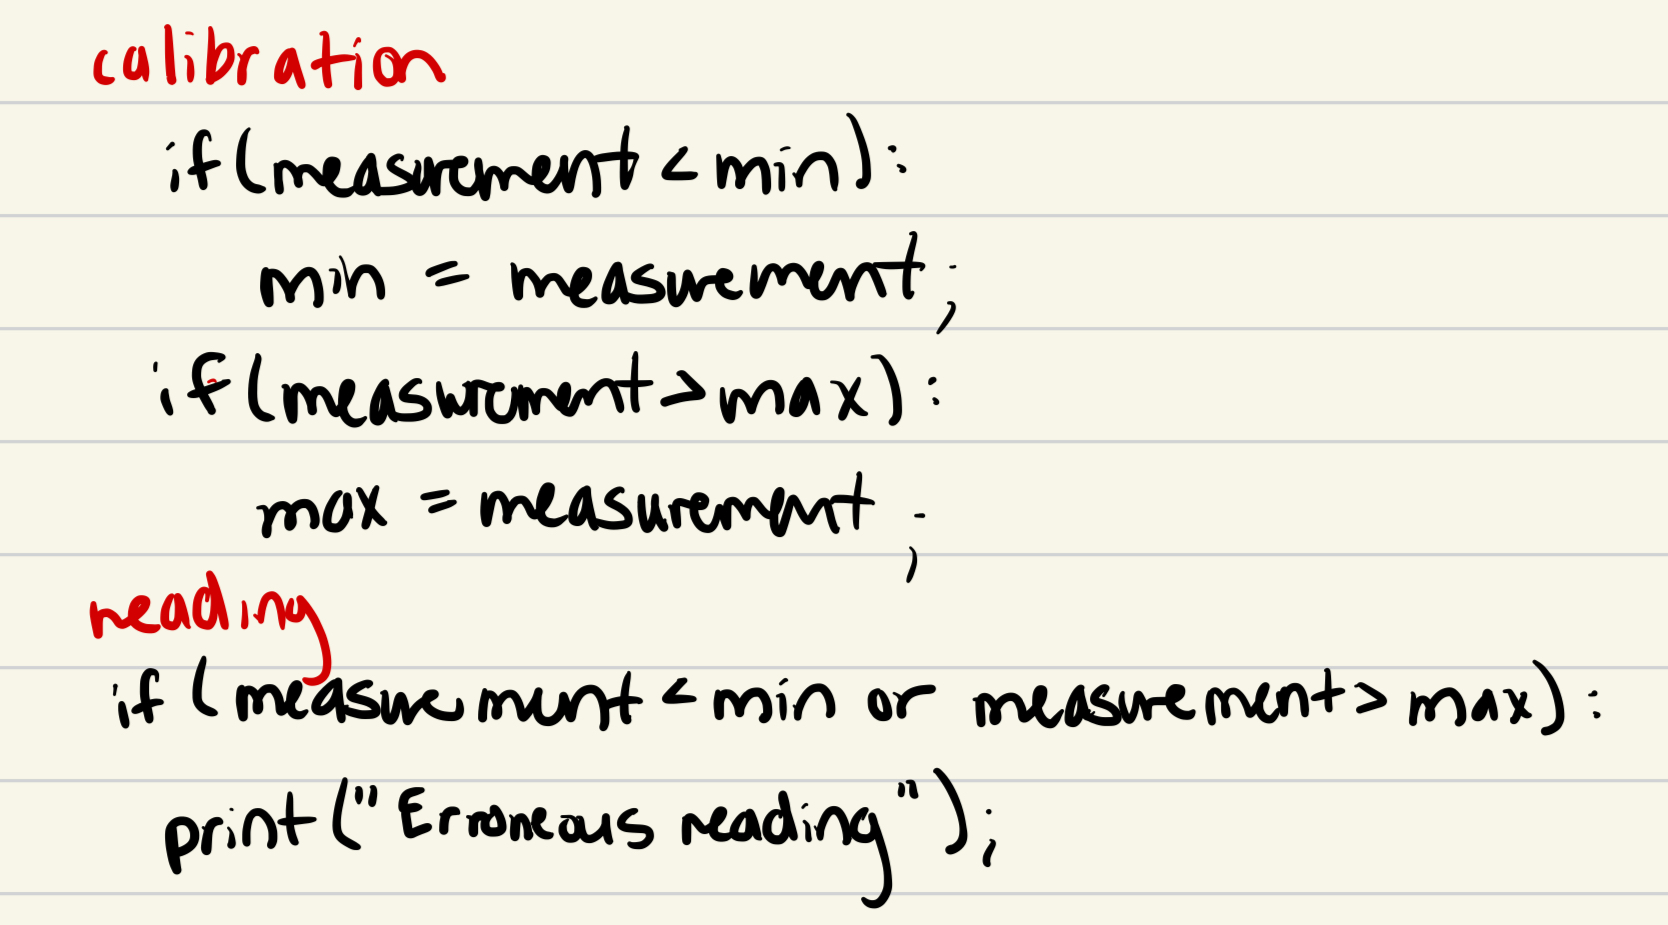 calibration
if(measurement < min):
min = measurement;
if(measurement > max):
max = measurement;
reading
if (measurement < min or measurement > max):
print("Erroneous reading");